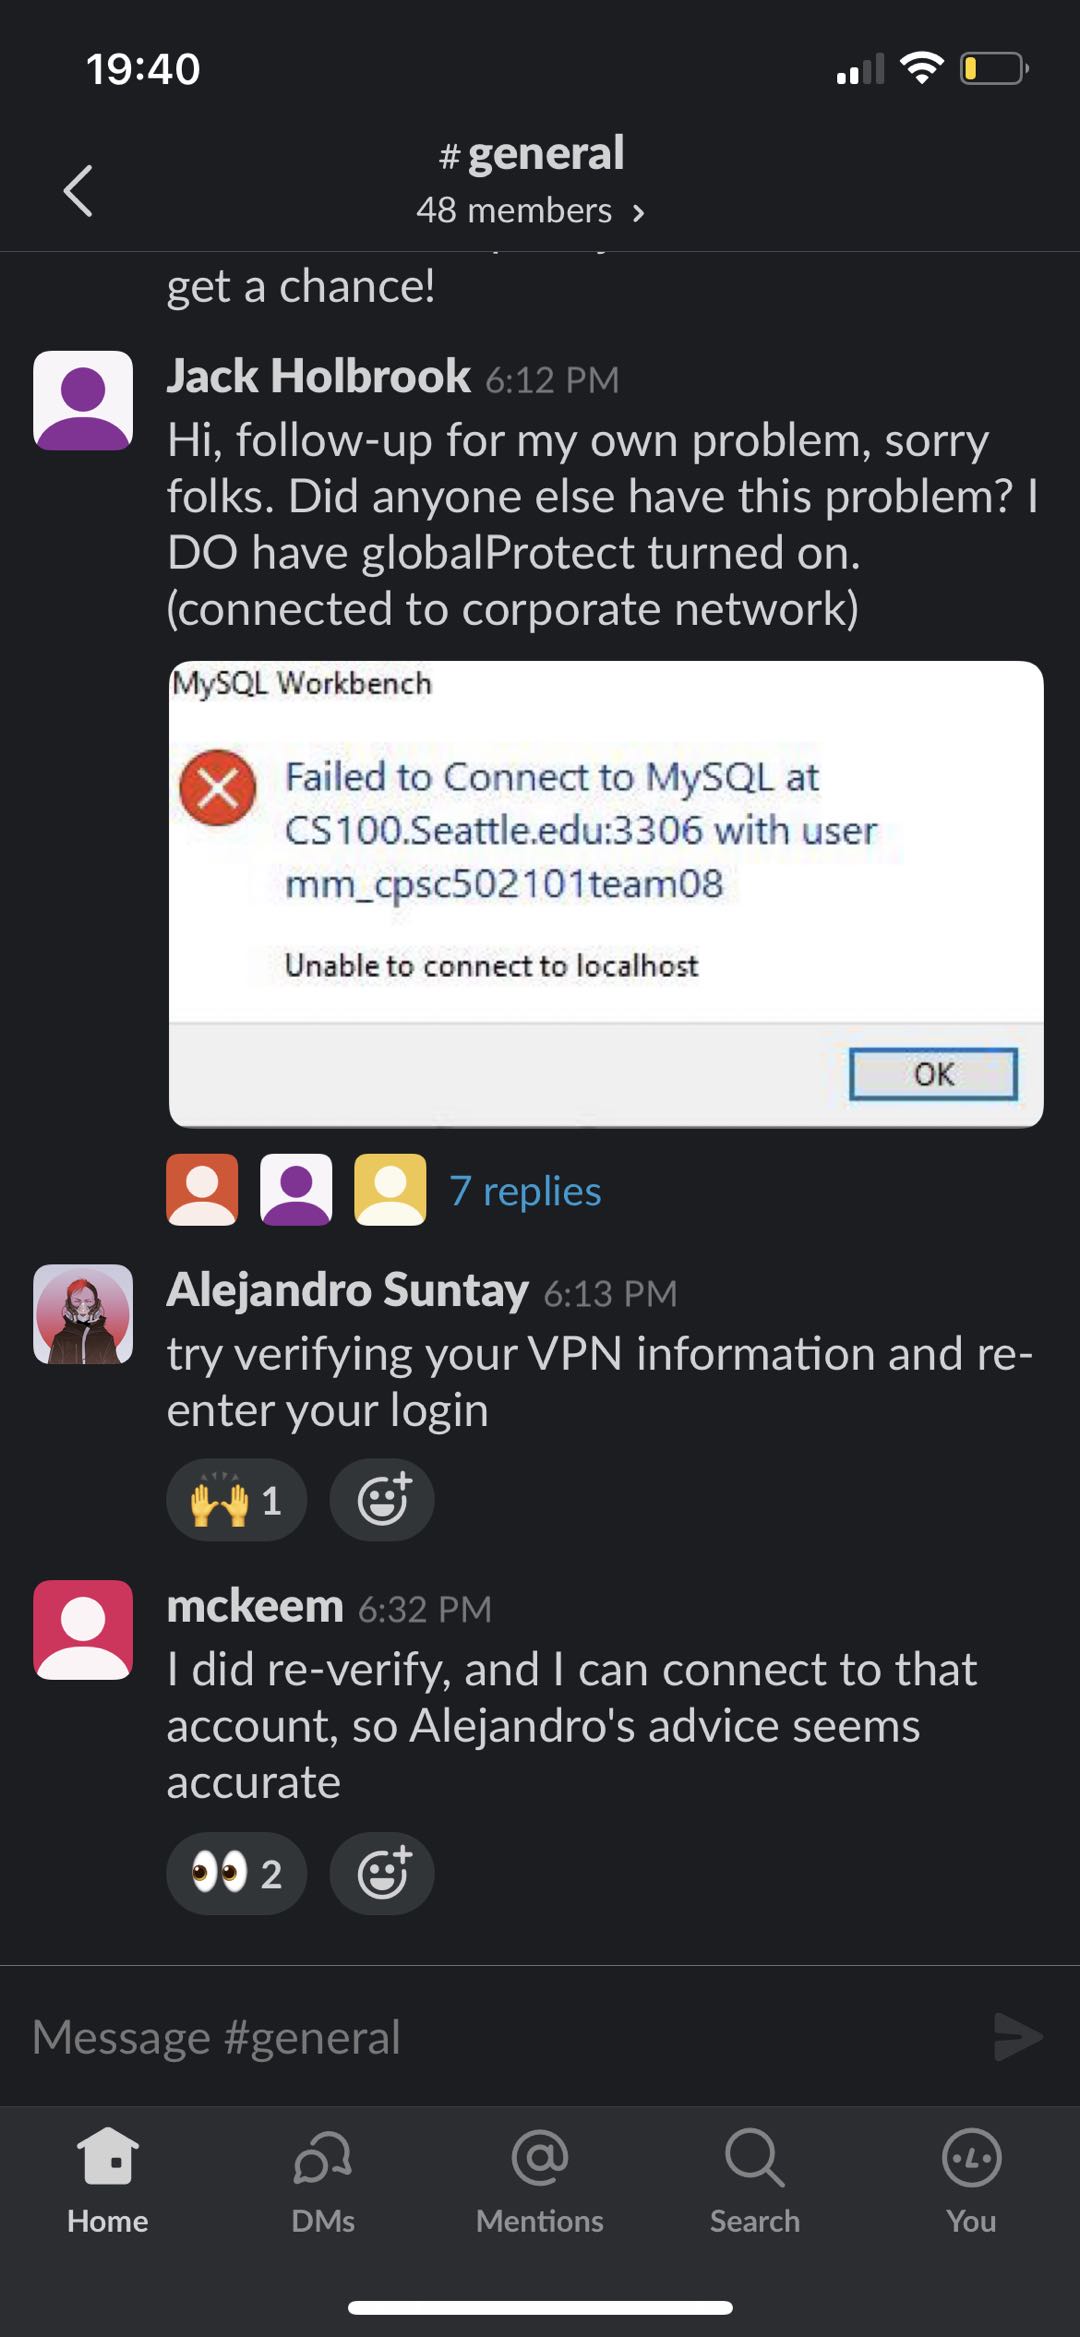 19:40
# general
48 members >
get a chance!
Jack Holbrook 6:12 PM
Hi, follow-up for my own problem, sorry
folks. Did anyone else have this problem? I
DO have globalProtect turned on.
(connected to corporate network)
MySQL Workbench
Failed to Connect to MySQL at
CS100.Seattle.edu:3306 with user
mm_cpsc502101team08
Unable to connect to localhost
OK
7 replies
Alejandro Suntay 6:13 PM
try verifying your VPN information and re-
enter your login
1
mckeem 6:32 PM
I did re-verify, and I can connect to that
account, so Alejandro's advice seems
accurate
2
Message #general
Home
DMs
Mentions
Search
You